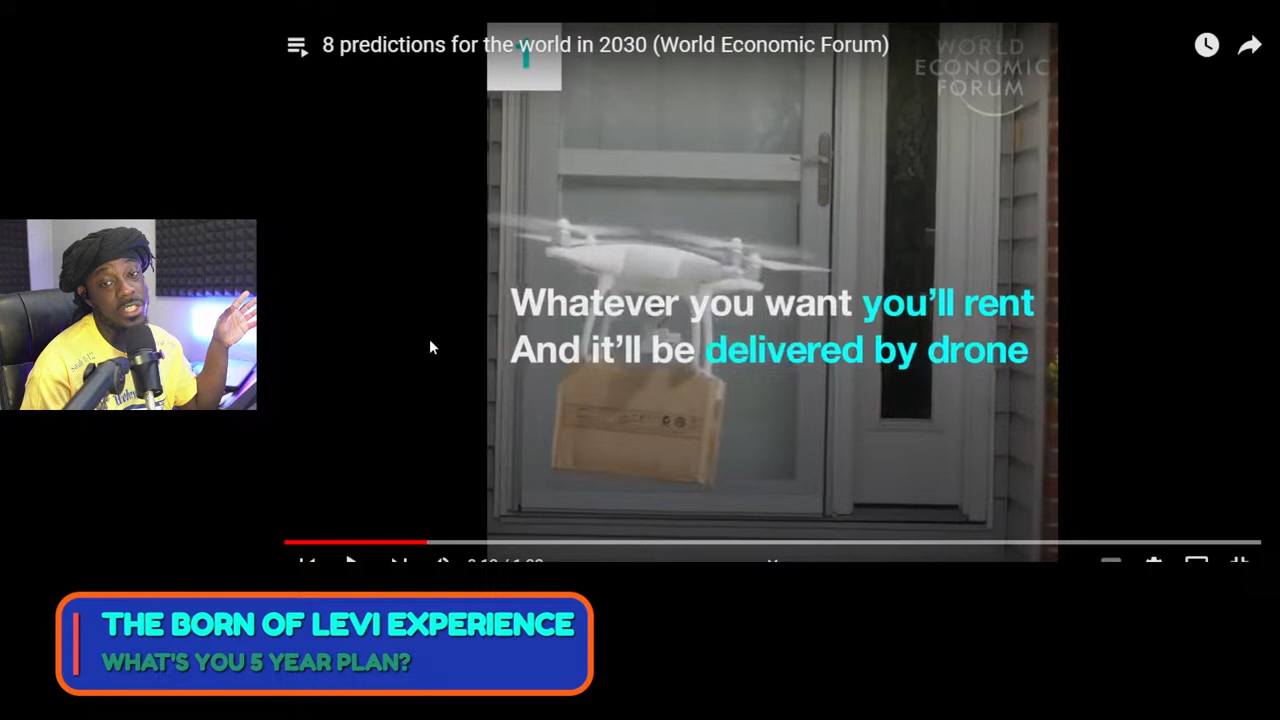 8 predictions for the world in 2030 (World Economic Forum)
1
WORLD
ECONOMIC
FORUM
Whatever you want you'll rent
And it'll be delivered by drone
THE BORN OF LEVI EXPERIENCE
WHAT'S YOU 5 YEAR PLAN?